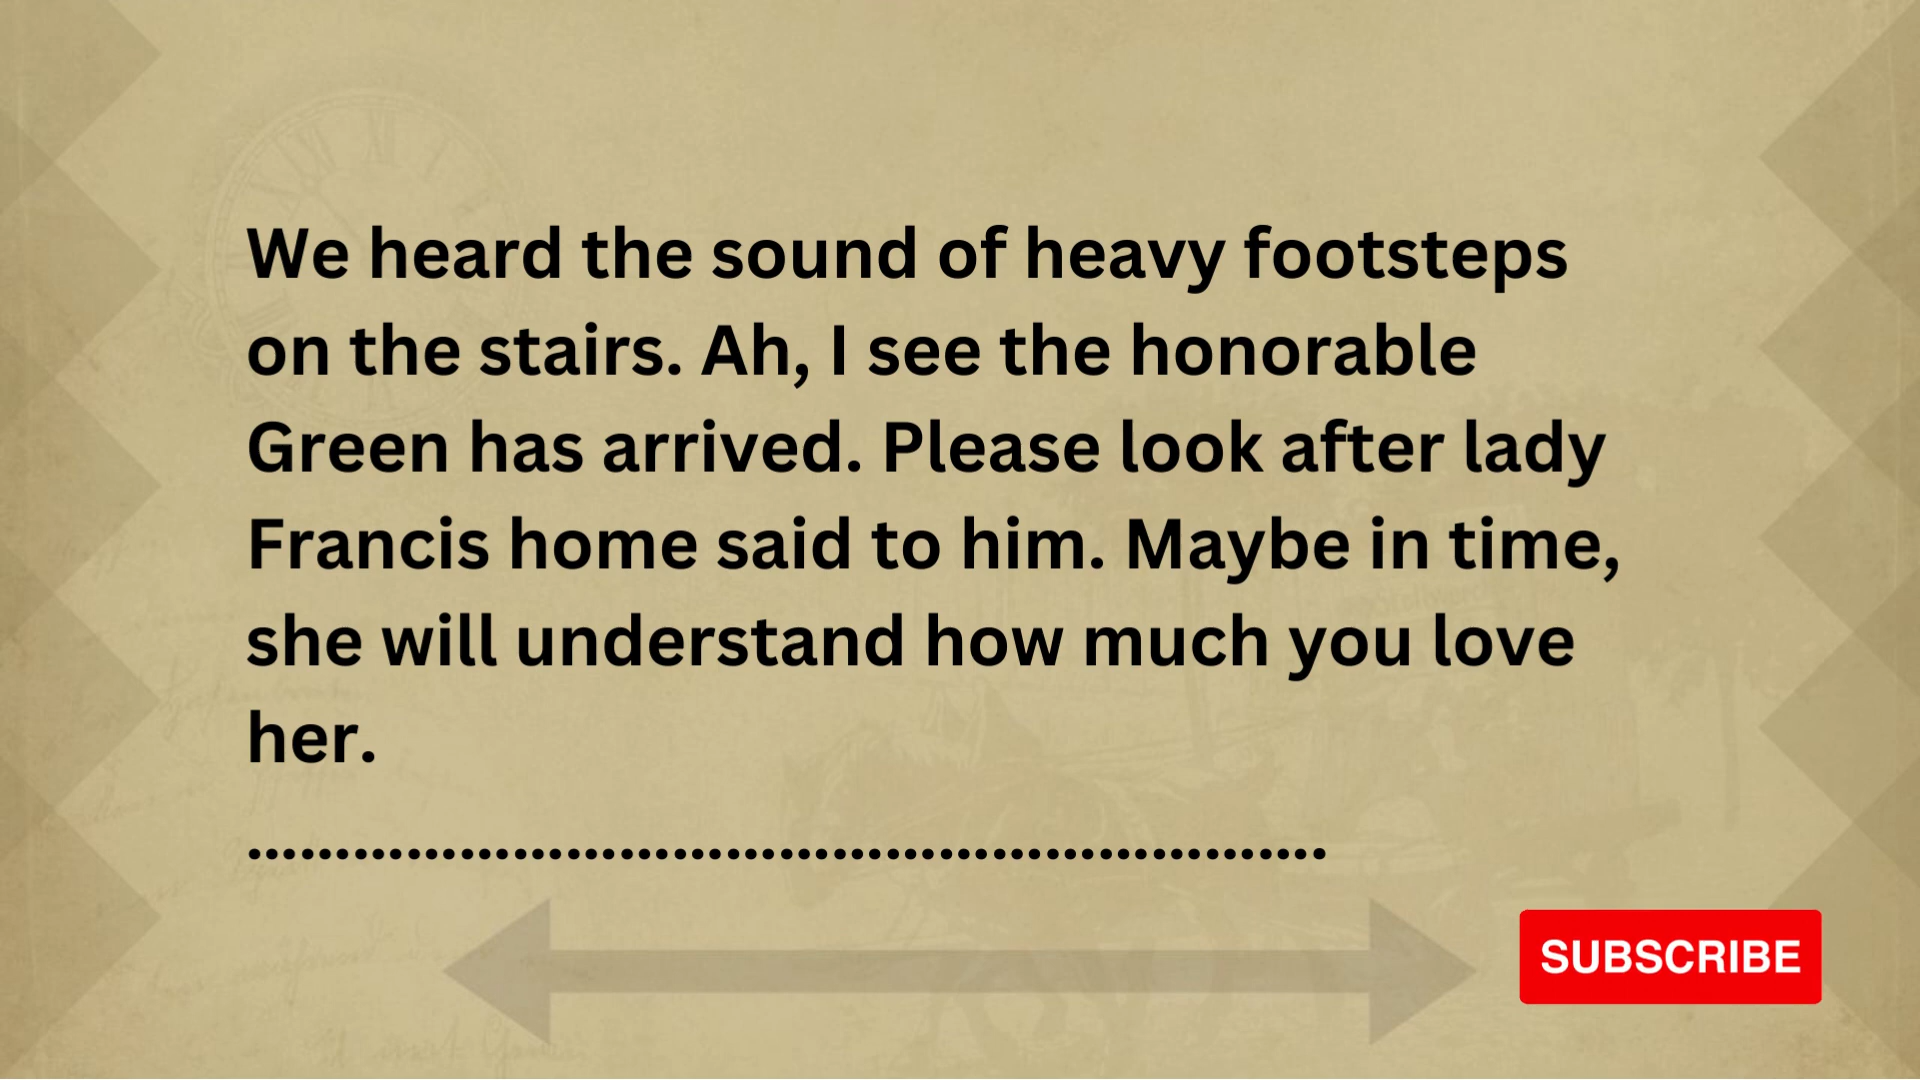 We heard the sound of heavy footsteps
on the stairs. Ah, I see the honorable
Green has arrived. Please look after lady
Francis home said to him. Maybe in time,
she will understand how much you love
her.
.............................................................
SUBSCRIBE